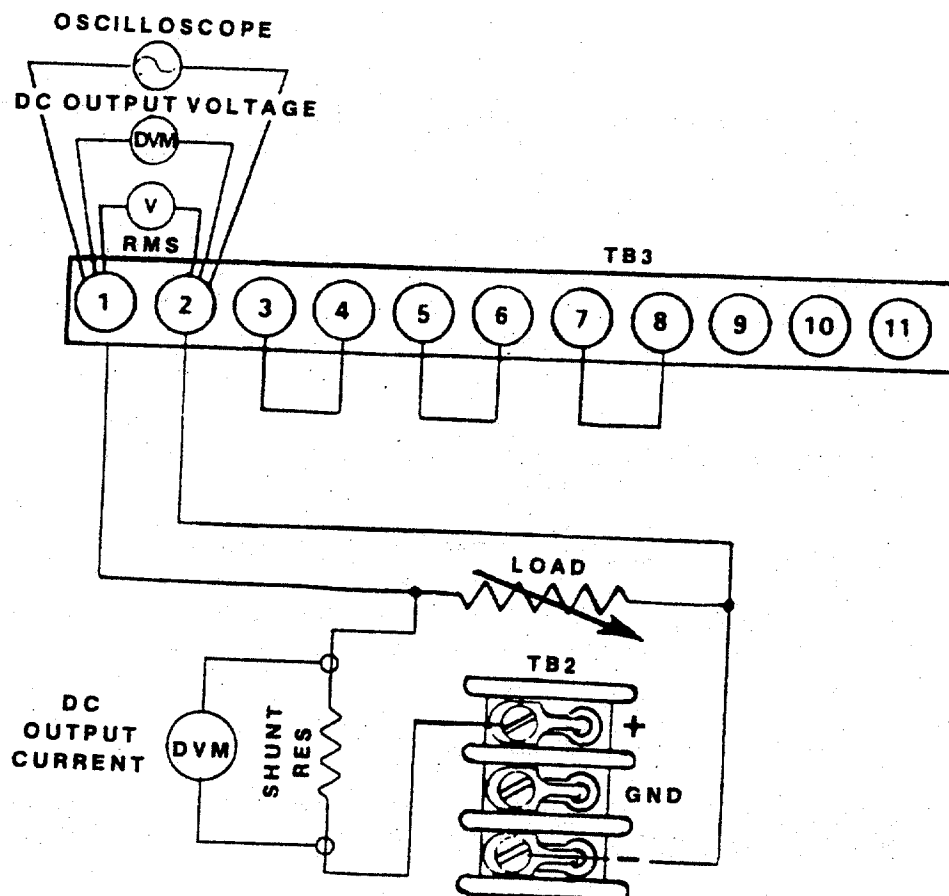 OSCILLOSCOPE
DC OUTPUT VOLTAGE
DVM
V
RMS
TB3
1 2 3 4 5 6 7 8 9 10 11
LOAD
TB2
+
DC
OUTPUT
CURRENT
DVM
SHUNT
RES
GND
-